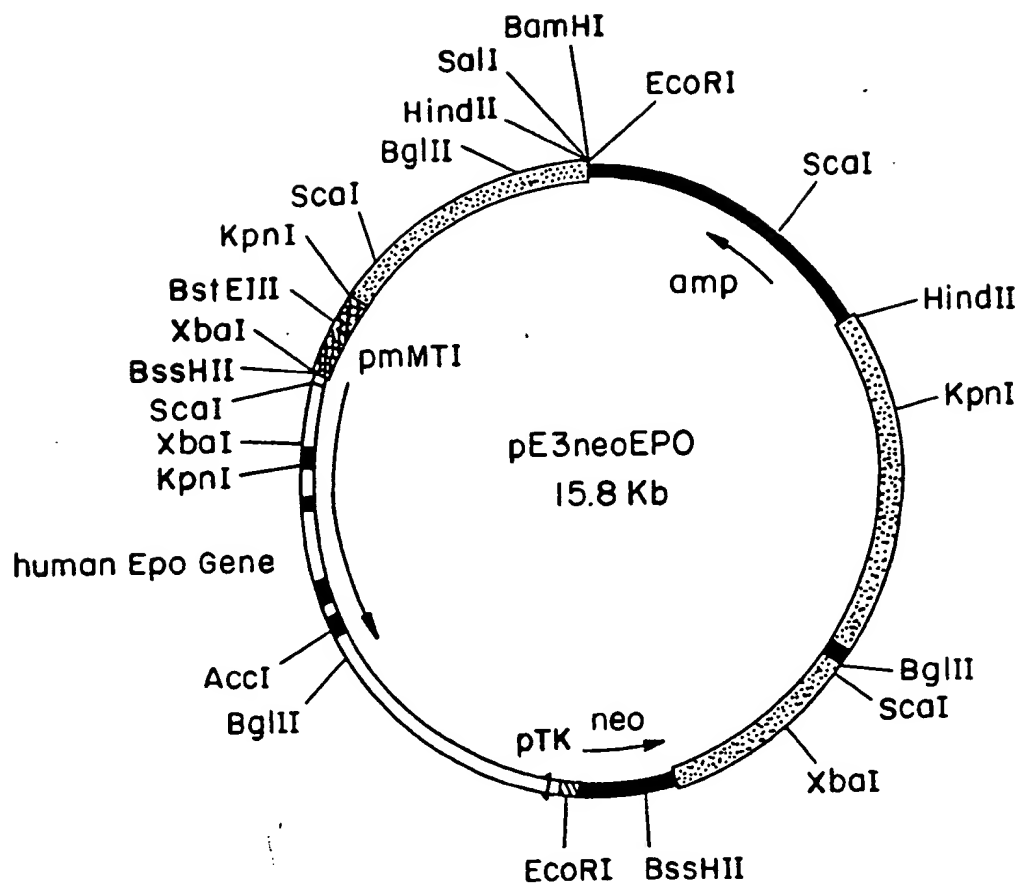 BamHI
SalI
EcoRI
HindII
BglII
ScaI
ScaI
KpnI
amp
BstEIII
HindII
XbaI
pmMTI
BssHII
KpnI
ScaI
XbaI
pE3neoEPO
KpnI
15.8 Kb
human Epo Gene
AccI
BglII
BglII
ScaI
pTK
neo
XbaI
EcoRI
BssHII